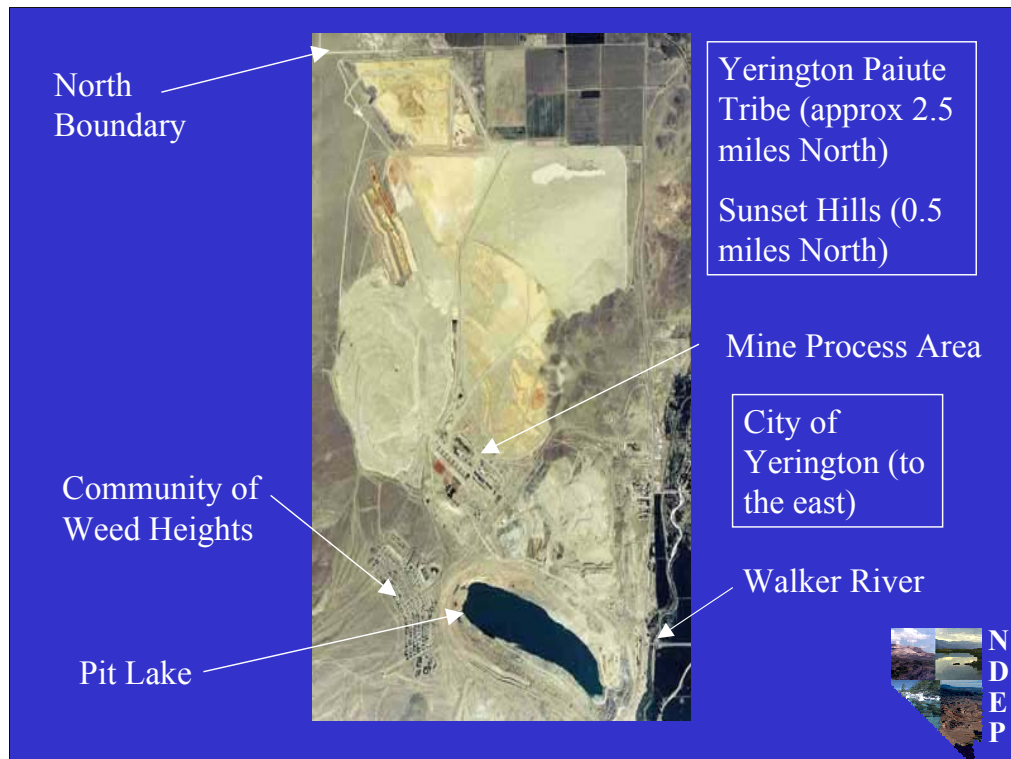 North
Boundary
Yerington Paiute
Tribe (approx 2.5
miles North)
Sunset Hills (0.5
miles North)
Mine Process Area
City of
Yerington (to
the east)
Community of
Weed Heights
Walker River
Pit Lake
N
D
E
P